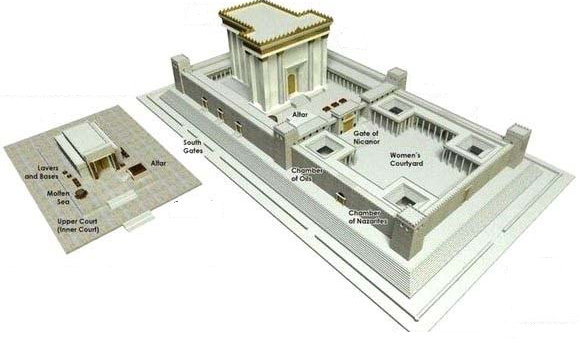 Altar
Gate of
Nicanor
South
Gates
Women's
Courtyard
Chamber
of Oils
Chamber
of Nazarites
Lavers
and Bases
Altar
Molten
Sea
Upper Court
(Inner Court)